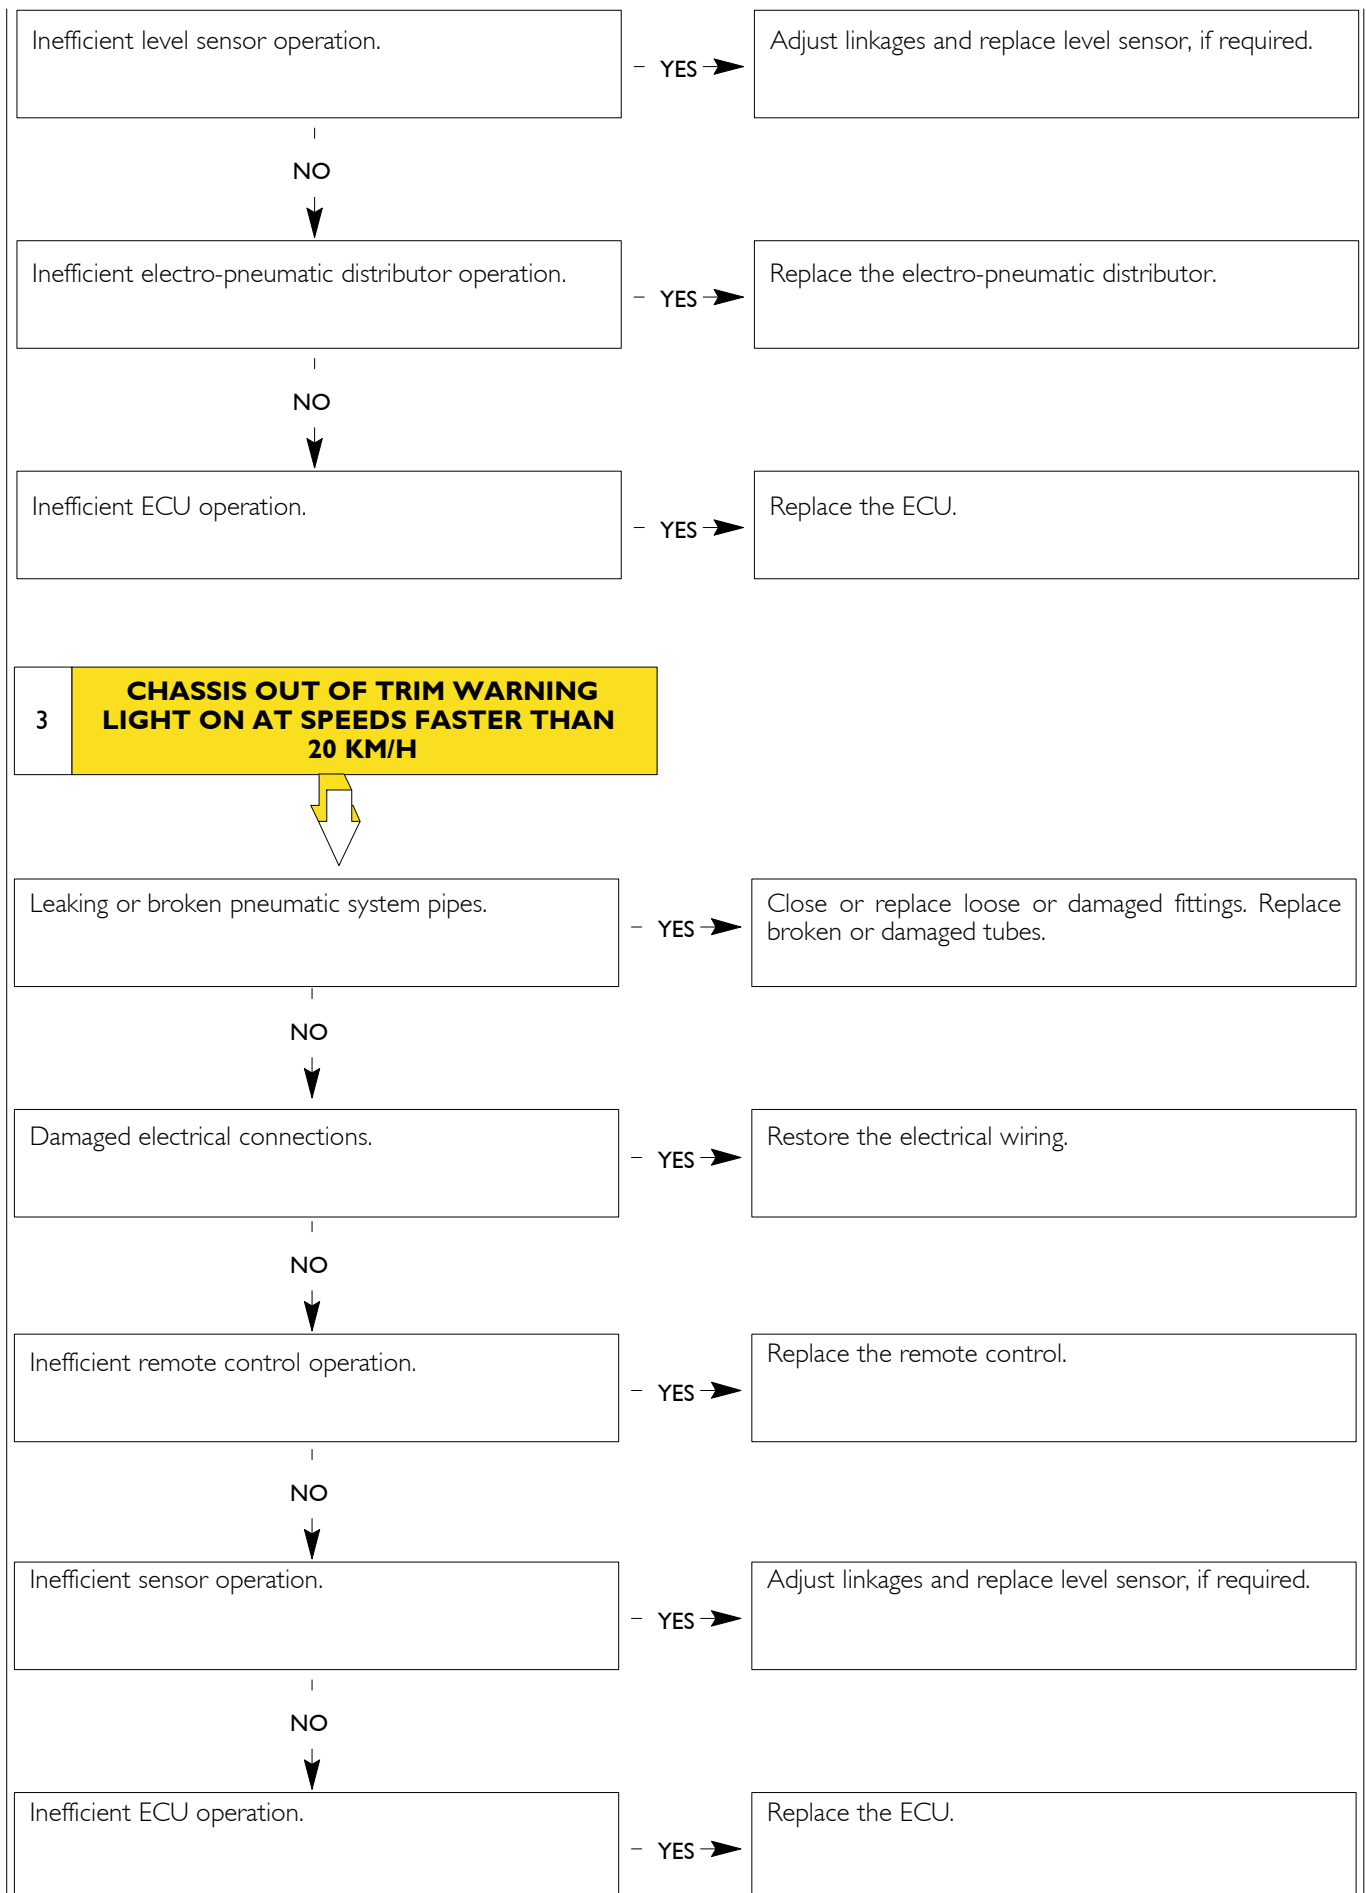 Inefficient level sensor operation.
YES
Adjust linkages and replace level sensor, if required.
NO
Inefficient electro-pneumatic distributor operation.
YES
Replace the electro-pneumatic distributor.
NO
Inefficient ECU operation.
YES
Replace the ECU.
3
CHASSIS OUT OF TRIM WARNING
LIGHT ON AT SPEEDS FASTER THAN
20 KM/H
Leaking or broken pneumatic system pipes.
YES
Close or replace loose or damaged fittings. Replace
broken or damaged tubes.
NO
Damaged electrical connections.
YES
Restore the electrical wiring.
NO
Inefficient remote control operation.
YES
Replace the remote control.
NO
Inefficient sensor operation.
YES
Adjust linkages and replace level sensor, if required.
NO
Inefficient ECU operation.
YES
Replace the ECU.